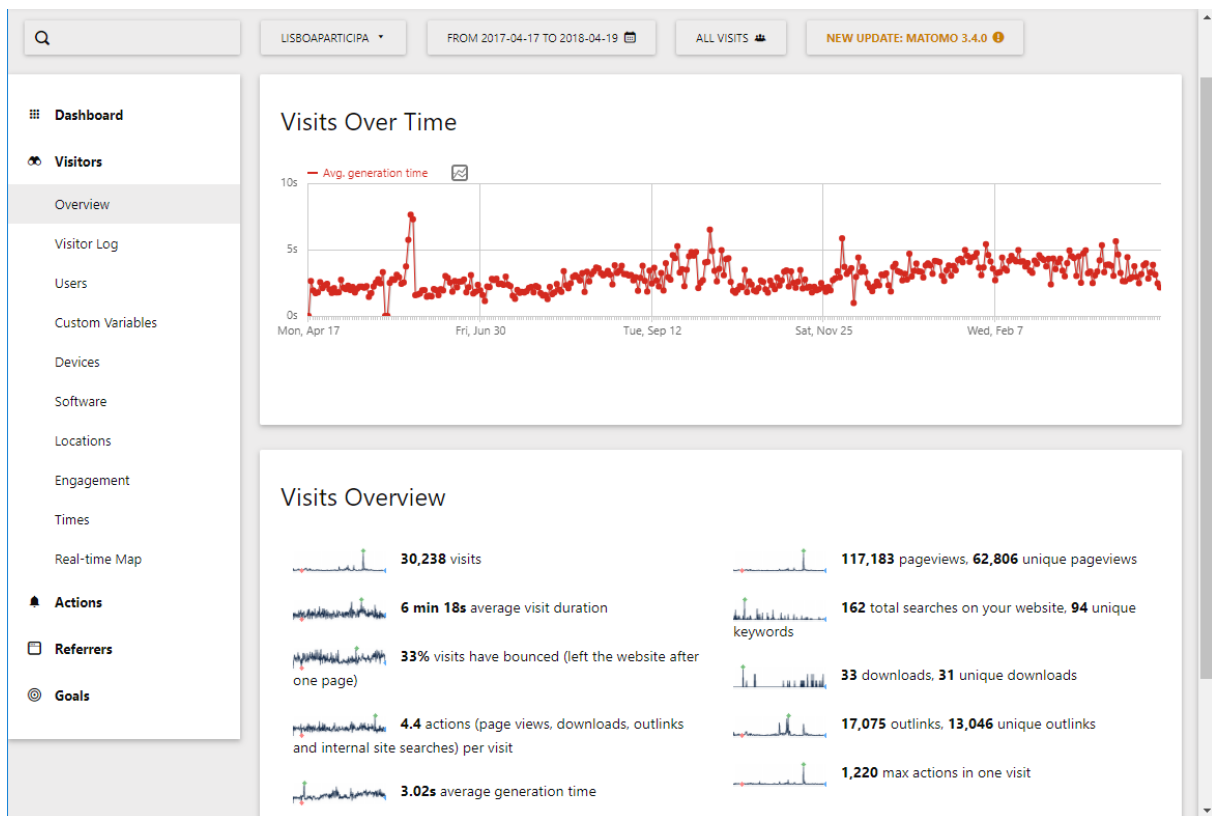 LISBOAPARTICIPA
FROM 2017-04-17 TO 2018-04-19
ALL VISITS
NEW UPDATE: MATOMO 3.4.0
Dashboard
Visitors
Overview
Visitor Log
Users
Custom Variables
Devices
Software
Locations
Engagement
Times
Real-time Map
Actions
Referrers
Goals
Visits Over Time
Avg. generation time
10s
5s
0s
Mon, Apr 17
Fri, Jun 30
Tue, Sep 12
Sat, Nov 25
Wed, Feb 7
Visits Overview
30,238 visits
6 min 18s average visit duration
33% visits have bounced (left the website after
one page)
4.4 actions (page views, downloads, outlinks
and internal site searches) per visit
3.02s average generation time
117,183 pageviews, 62,806 unique pageviews
162 total searches on your website, 94 unique
keywords
33 downloads, 31 unique downloads
17,075 outlinks, 13,046 unique outlinks
1,220 max actions in one visit